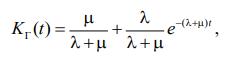 K_Г(t) = μ/(λ+μ) + λ/(λ+μ) e^{-(λ+μ)t},